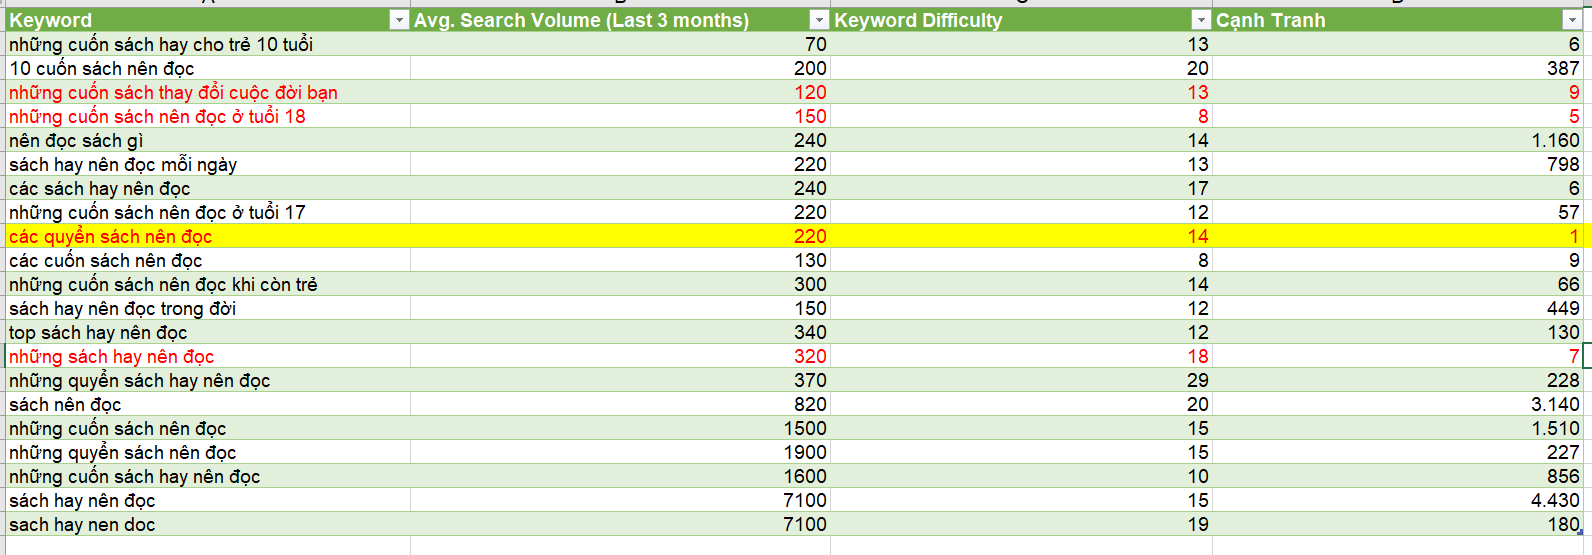 Keyword Avg. Search Volume (Last 3 months) Keyword Difficulty Cạnh Tranh
những cuốn sách hay cho trẻ 10 tuổi 70 13 6
10 cuốn sách nên đọc 200 20 387
những cuốn sách thay đổi cuộc đời bạn 120 13 9
những cuốn sách nên đọc ở tuổi 18 150 8 5
nên đọc sách gì 240 14 1.160
sách hay nên đọc mỗi ngày 220 13 798
các sách hay nên đọc 240 17 6
những cuốn sách nên đọc ở tuổi 17 220 12 57
các quyển sách nên đọc 220 14 1
các cuốn sách nên đọc 130 8 9
những cuốn sách nên đọc khi còn trẻ 300 14 66
sách hay nên đọc trong đời 150 12 449
top sách hay nên đọc 340 12 130
những sách hay nên đọc 320 18 7
những quyển sách hay nên đọc 370 29 228
sách nên đọc 820 20 3.140
những cuốn sách nên đọc 1500 15 1.510
những quyển sách nên đọc 1900 15 227
những cuốn sách hay nên đọc 1600 10 856
sách hay nên đọc 7100 15 4.430
sach hay nen doc 7100 19 180